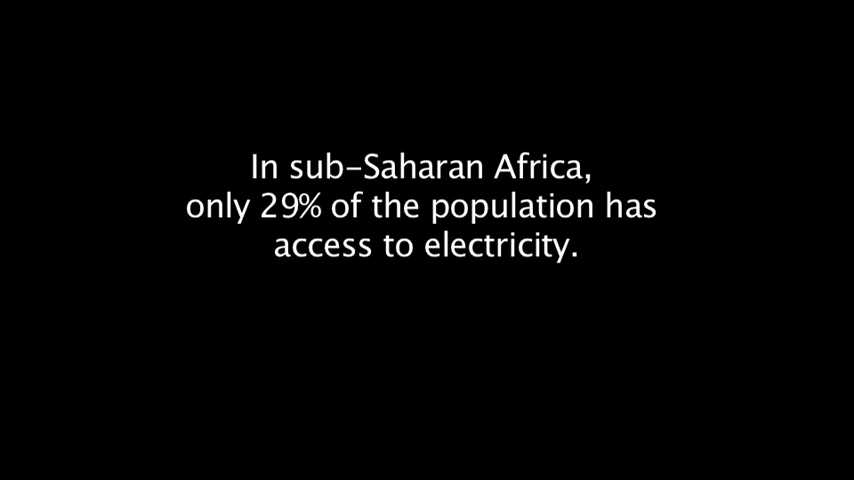 In sub-Saharan Africa,
only 29% of the population has
access to electricity.